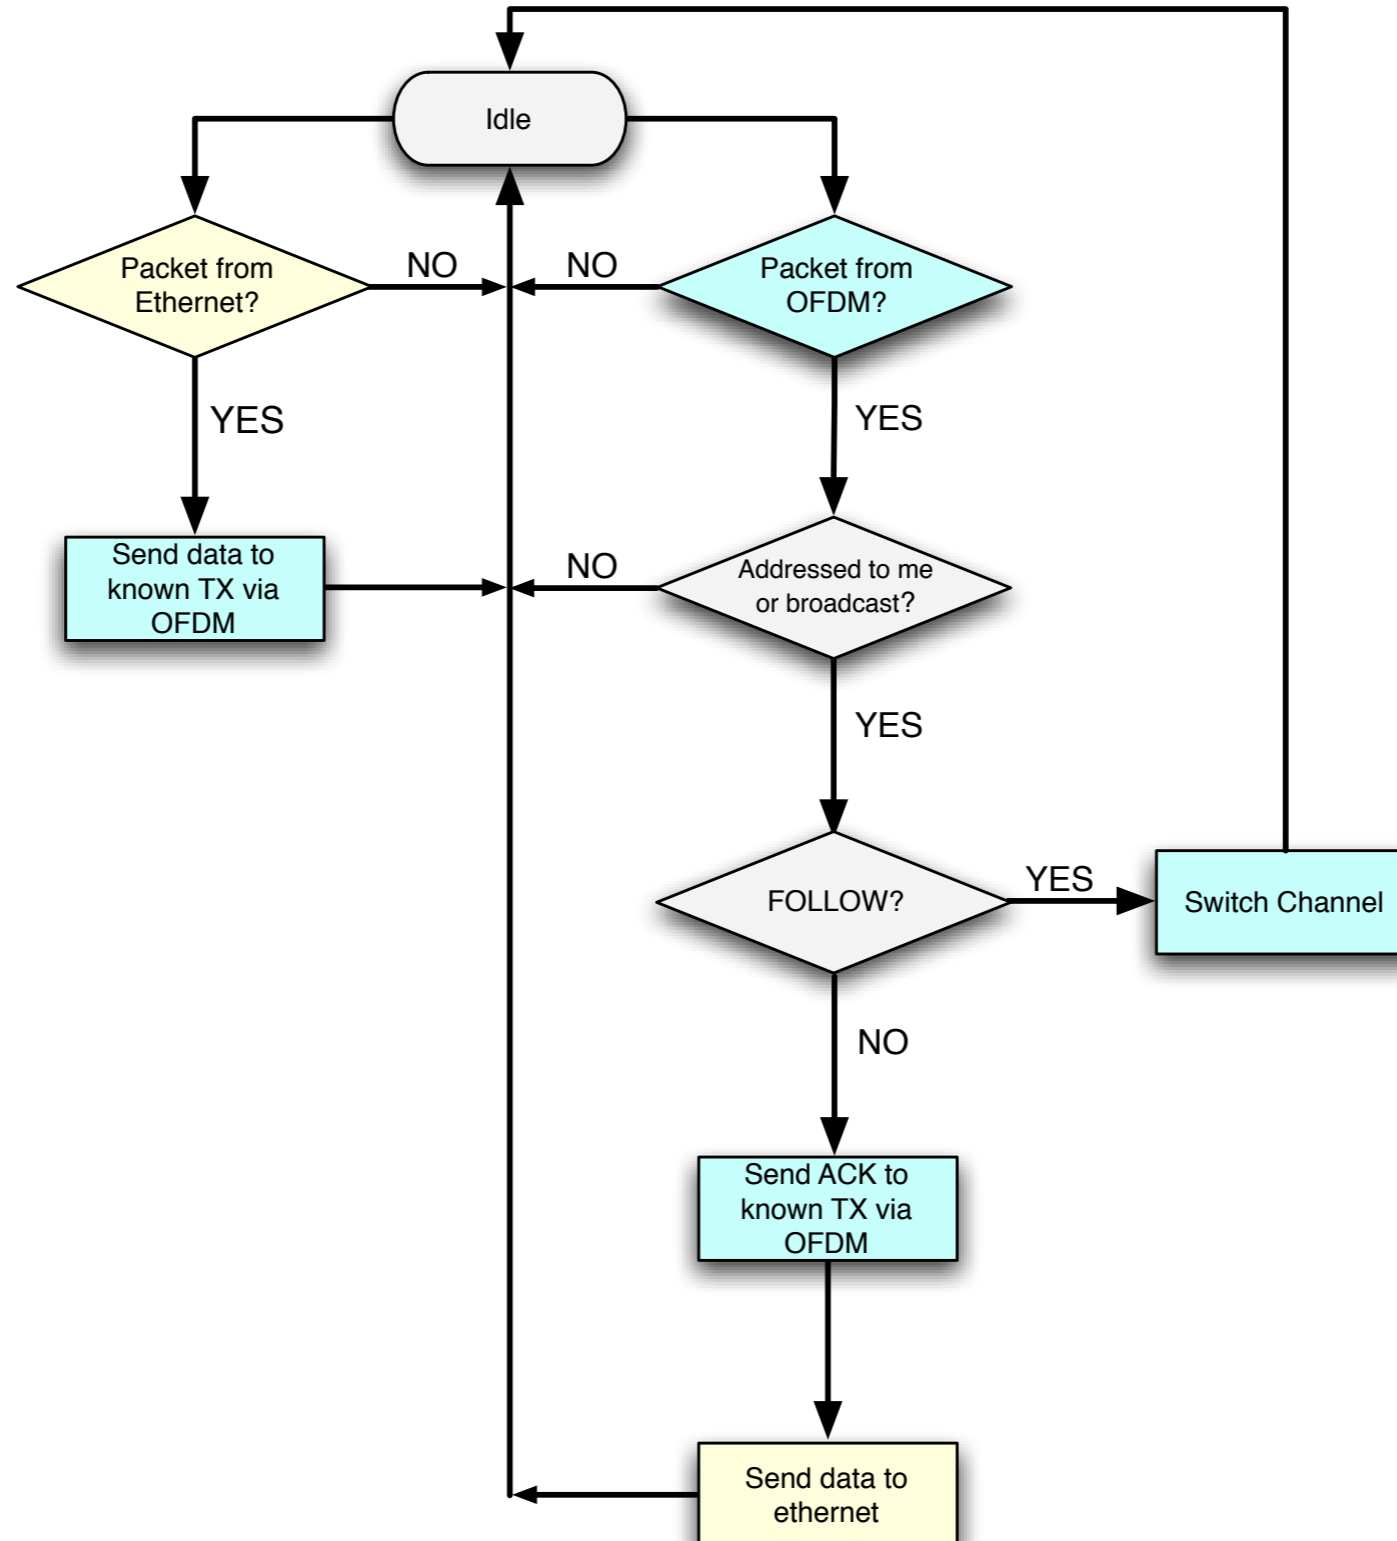 Idle
Packet from
Ethernet?
NO
NO
Packet from
OFDM?
YES
YES
Send data to
known TX via
OFDM
NO
Addressed to me
or broadcast?
YES
FOLLOW?
YES
Switch Channel
NO
Send ACK to
known TX via
OFDM
Send data to
ethernet